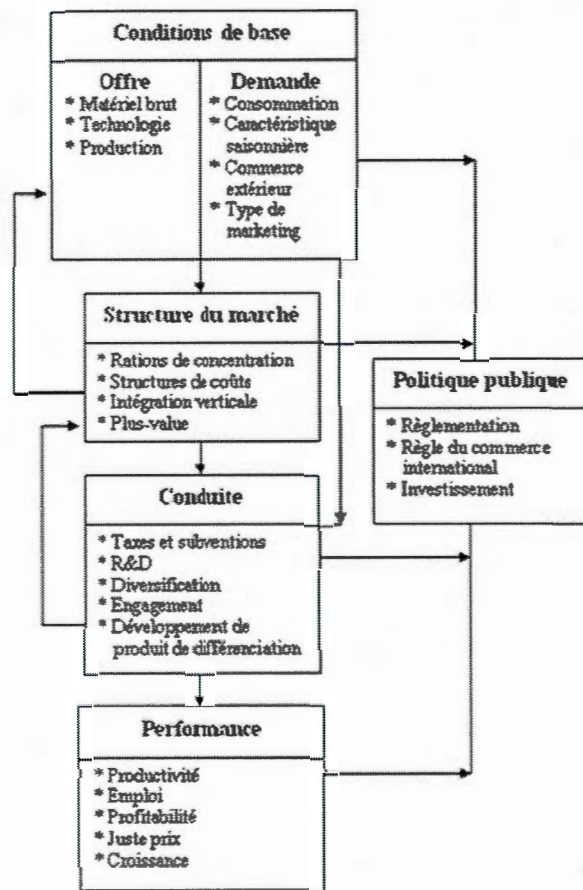 Conditions de base
Offre
* Matériel brut
* Technologie
* Production
Demande
* Consommation
* Caractéristique
saisonnière
* Commerce
extérieur
* Type de
marketing
Structure du marché
* Rations de concentration
* Structures de coûts
* Intégration verticale
* Plus-value
Politique publique
* Règlementation
* Règle du commerce
international
* Investissement
Conduite
* Taxes et subventions
* R&D
* Diversification
* Engagement
* Développement de
produit de différenciation
Performance
* Productivité
* Emploi
* Profitabilité
* Juste prix
* Croissance